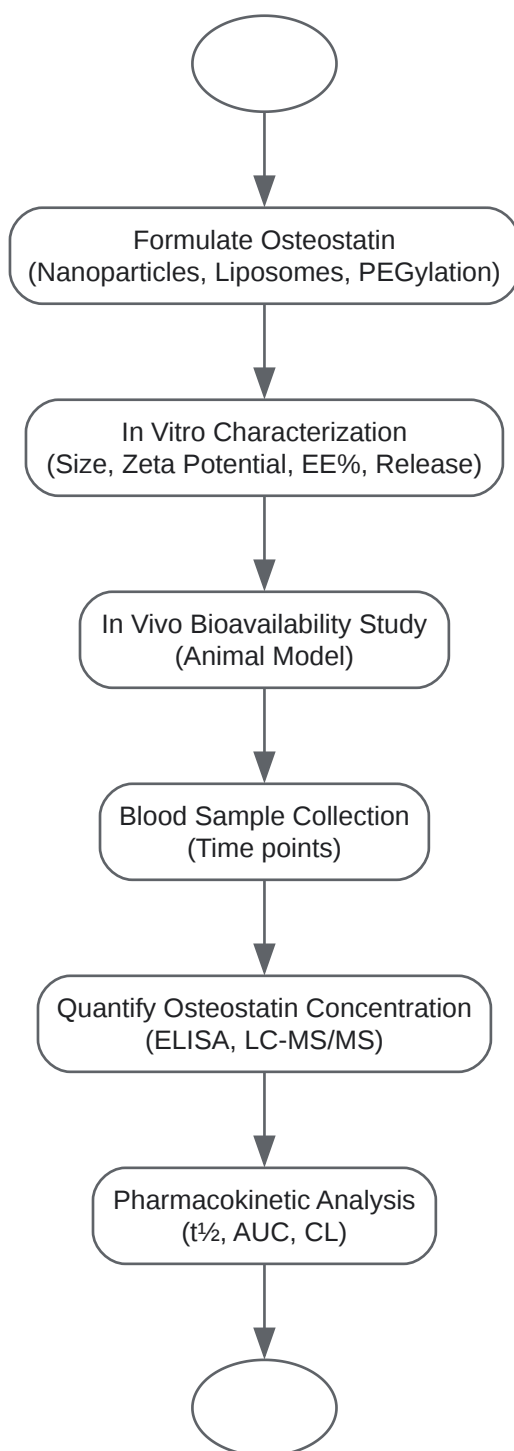 Formulate Osteostatin
(Nanoparticles, Liposomes, PEGylation)
In Vitro Characterization
(Size, Zeta Potential, EE%, Release)
In Vivo Bioavailability Study
(Animal Model)
Blood Sample Collection
(Time points)
Quantify Osteostatin Concentration
(ELISA, LC-MS/MS)
Pharmacokinetic Analysis
(t½, AUC, CL)